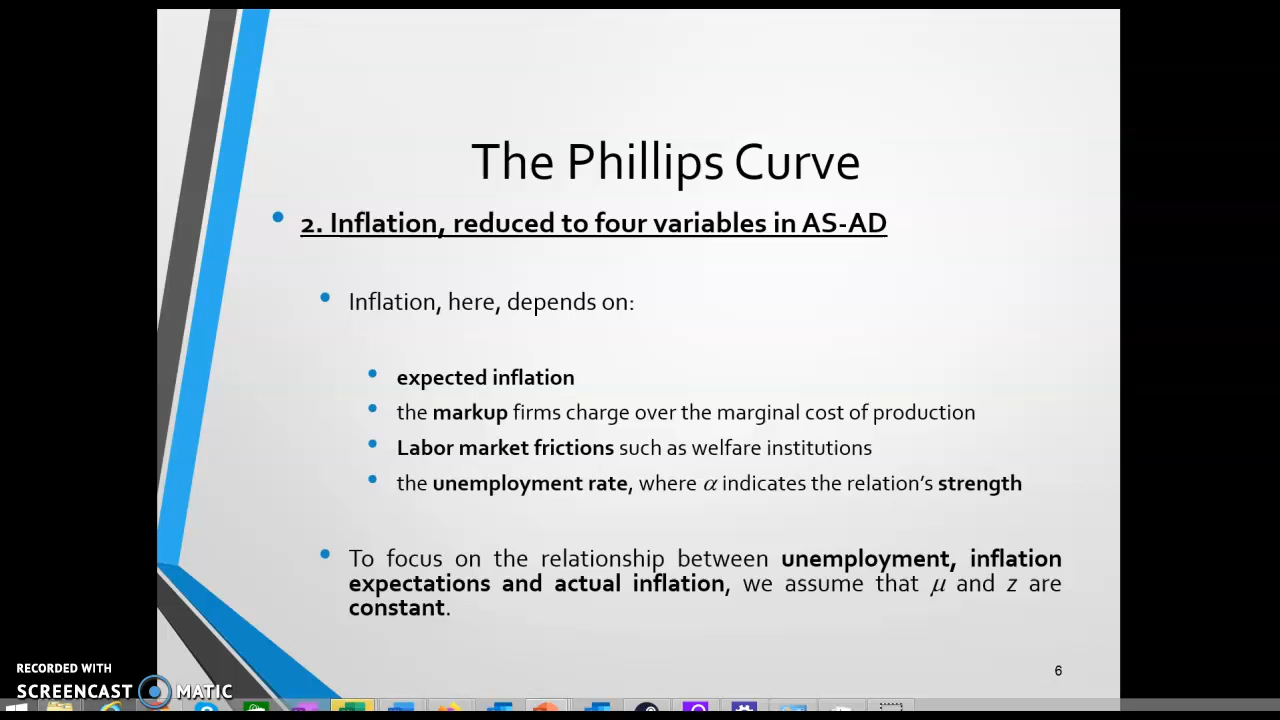 The Phillips Curve
2. Inflation, reduced to four variables in AS-AD
Inflation, here, depends on:
expected inflation
the markup firms charge over the marginal cost of production
Labor market frictions such as welfare institutions
the unemployment rate, where α indicates the relation's strength
To focus on the relationship between unemployment, inflation
expectations and actual inflation, we assume that μ and z are
constant.
6
RECORDED WITH
SCREENCAST MATIC